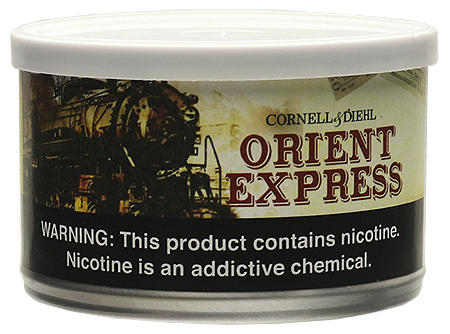 CORNELL & DIEHL
ORIENT
EXPRESS
WARNING: This product contains nicotine.
Nicotine is an addictive chemical.